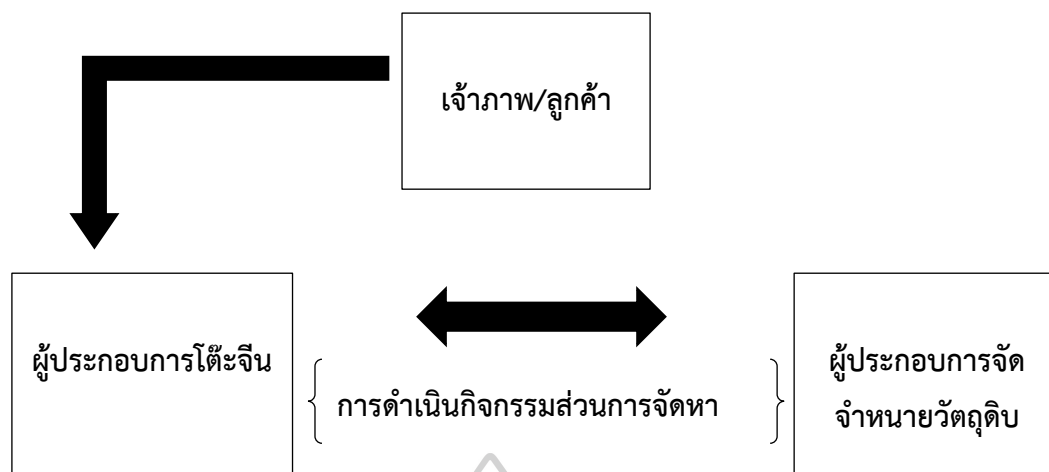 เจ้าภาพ/ลูกค้า
ผู้ประกอบการโต๊ะจีน
การดำเนินกิจกรรมส่วนการจัดหา
ผู้ประกอบการจัด
จำหนายวัตถุดิบ